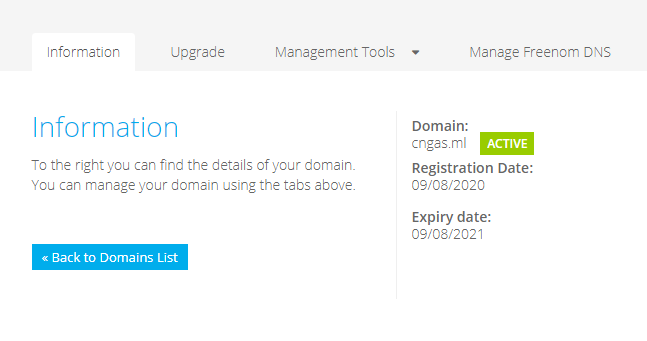 Information
Upgrade
Management Tools
Manage Freenom DNS
Information
To the right you can find the details of your domain.
You can manage your domain using the tabs above.
« Back to Domains List
Domain:
cngas.ml ACTIVE
Registration Date:
09/08/2020
Expiry date:
09/08/2021